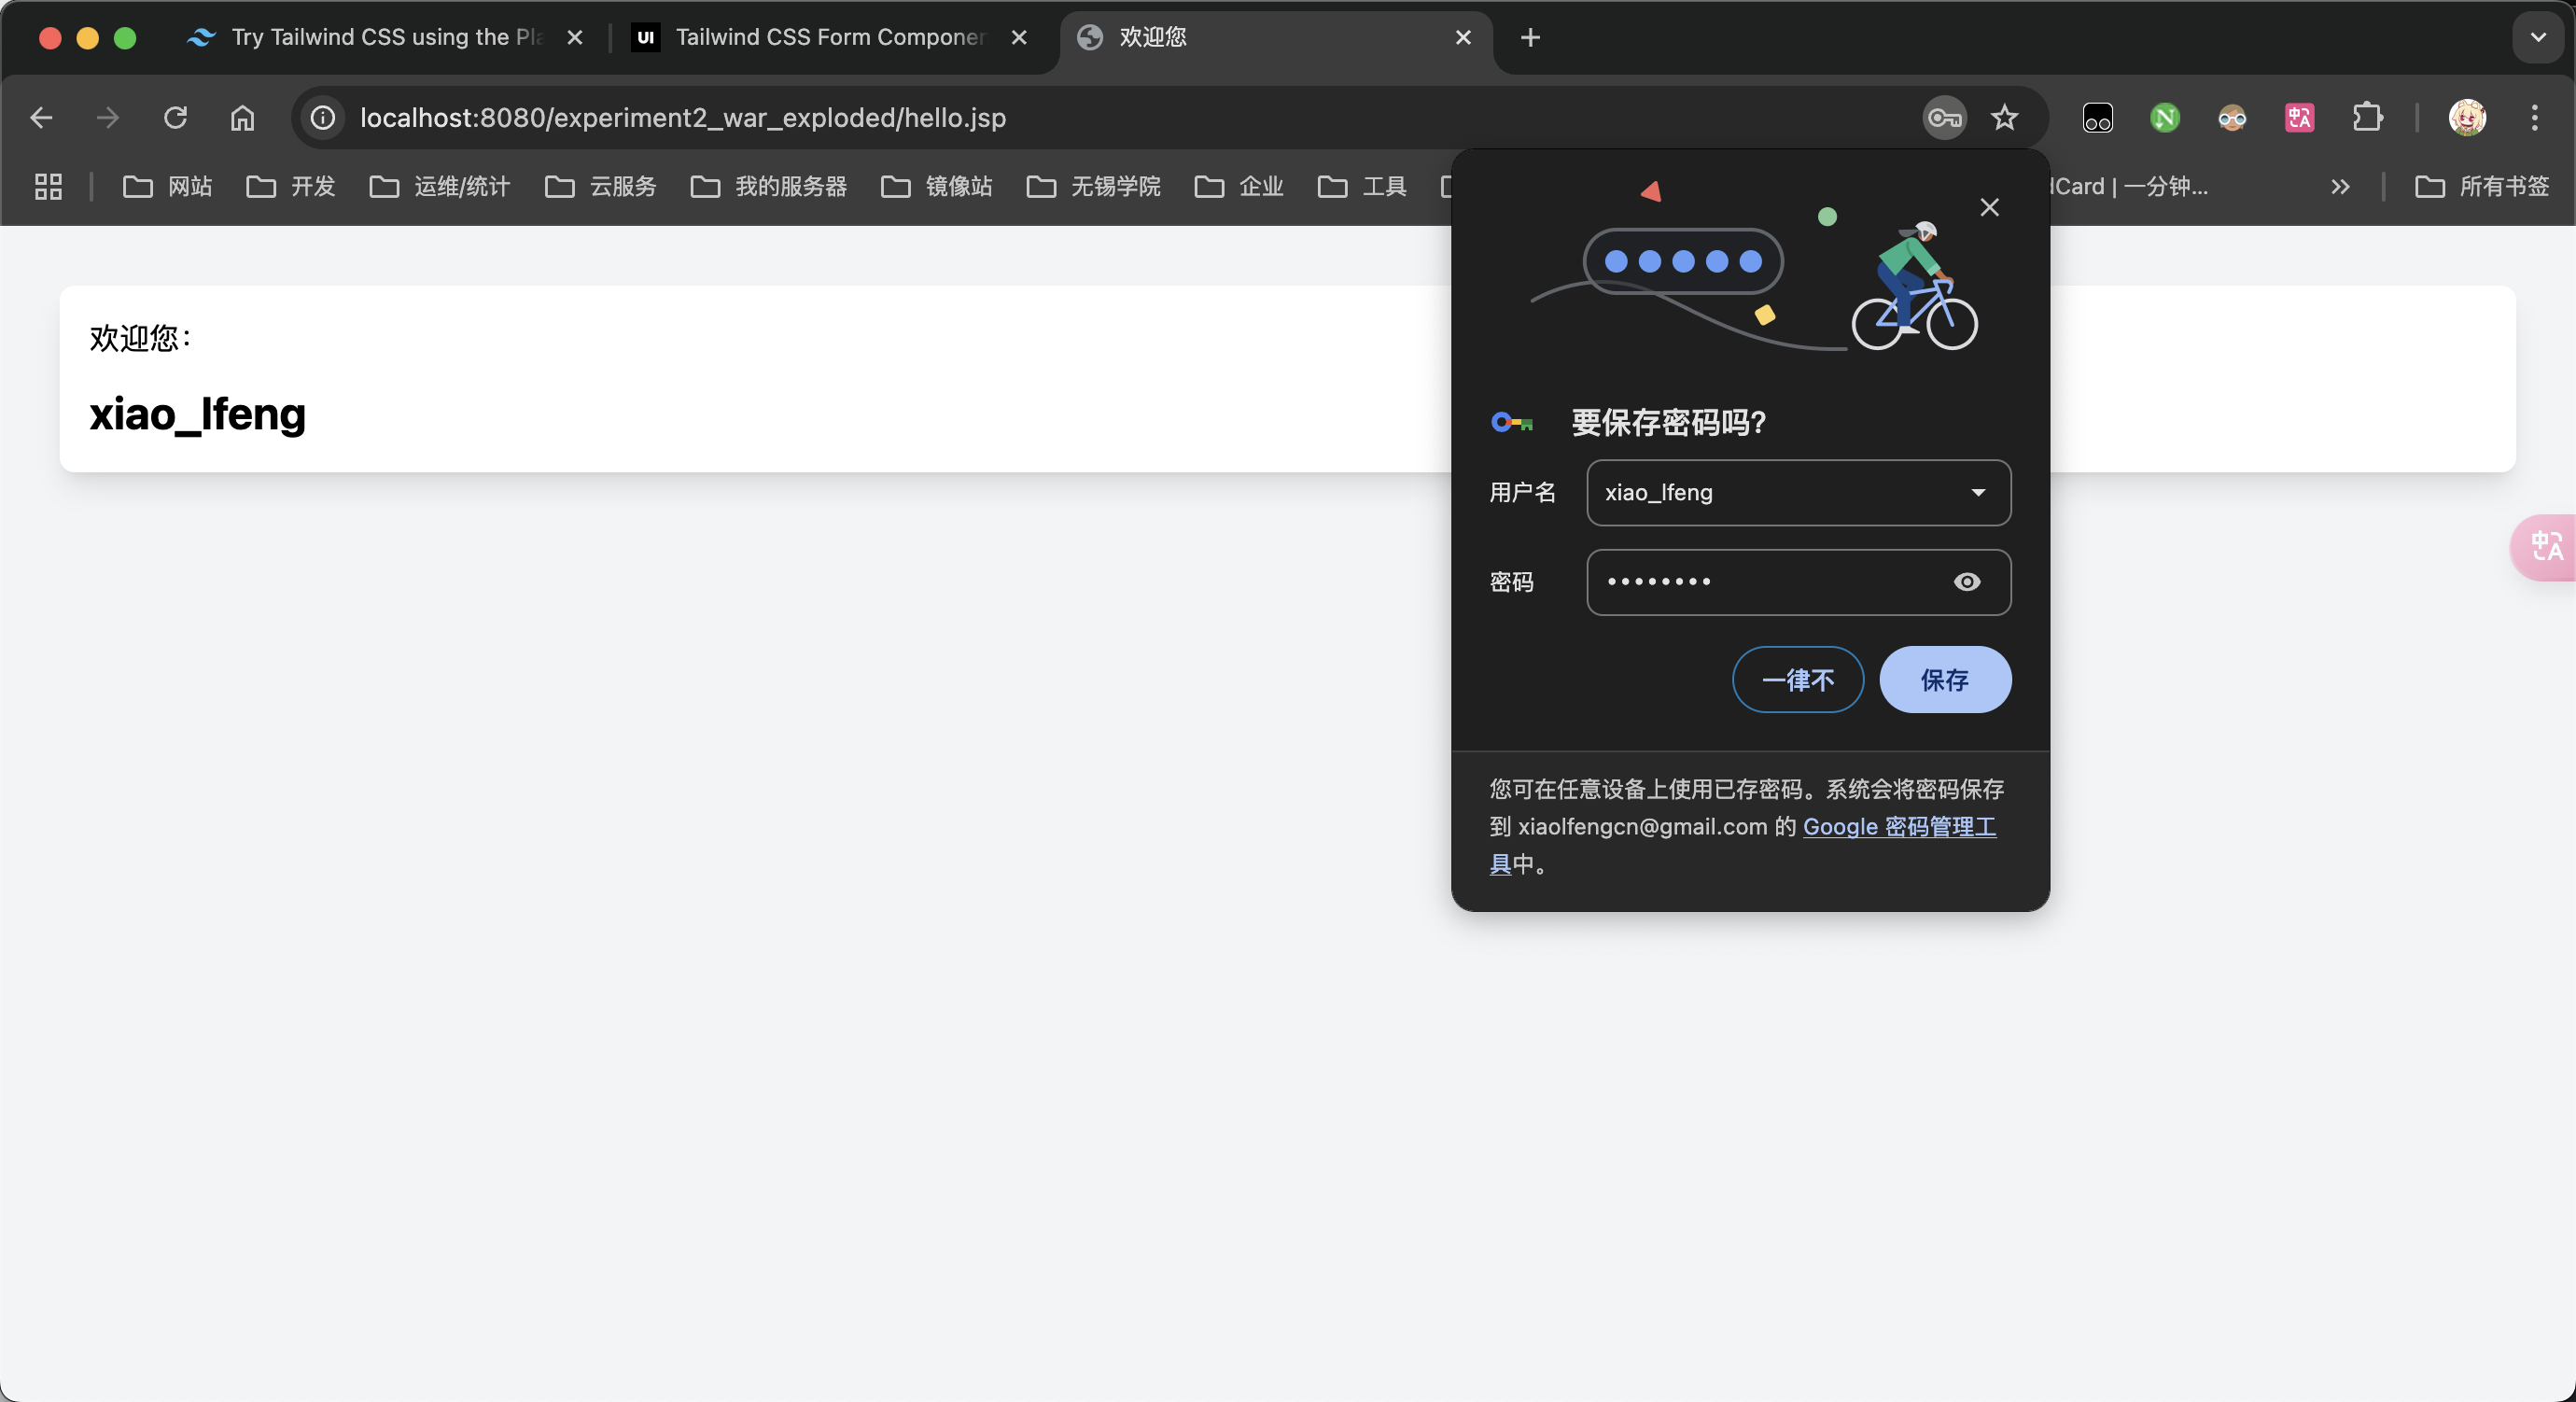 Try Tailwind CSS using the Pla
UI Tailwind CSS Form Componen
欢迎您
localhost:8080/experiment2_war_exploded/hello.jsp
网站 开发 运维/统计 云服务 我的服务器 镜像站 无锡学院 企业 工具 dCard | 一分钟... 所有书签
欢迎您：
xiao_lfeng
要保存密码吗？
用户名 xiao_lfeng
密码 ••••••••
一律不 保存
您可在任意设备上使用已存密码。系统会将密码保存
到 xiaolfengcn@gmail.com 的 Google 密码管理工
具中。